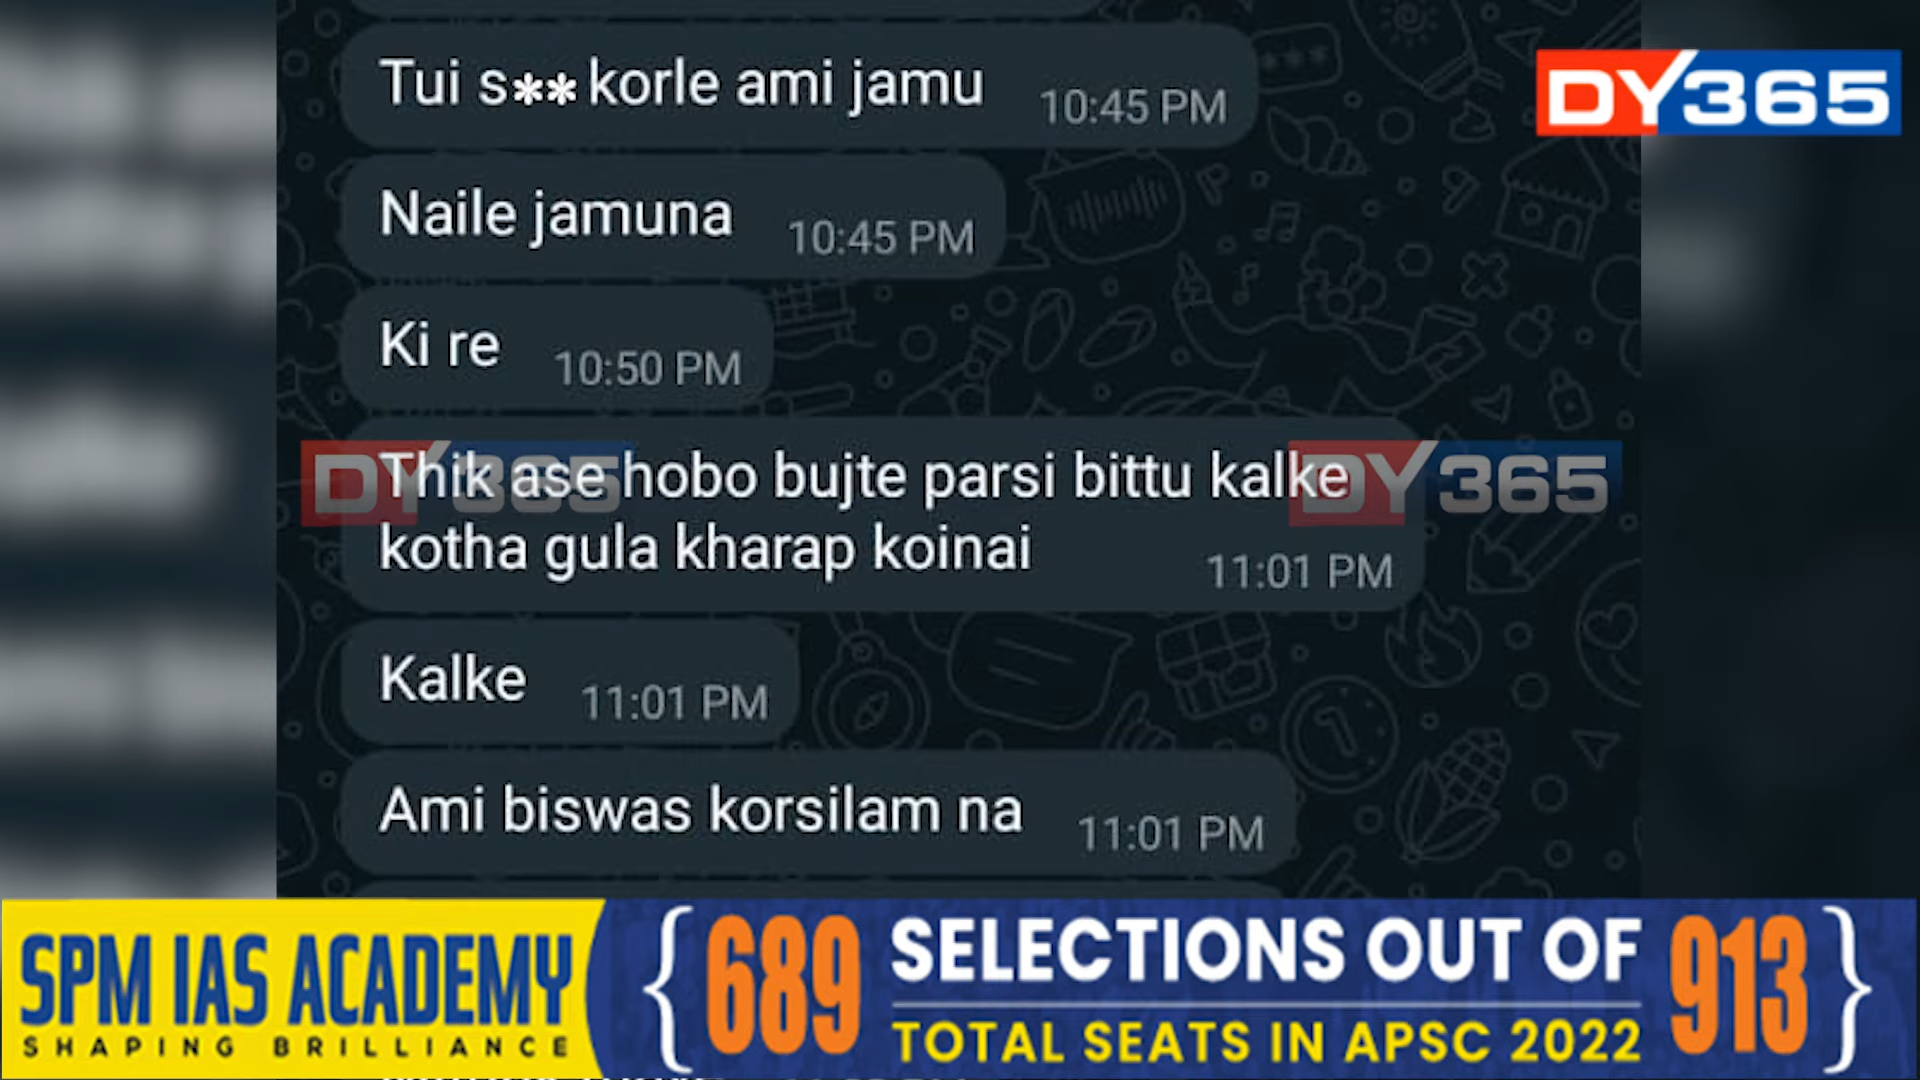 Tui s** korle ami jamu 10:45 PM
DY365
Naile jamuna 10:45 PM
Ki re 10:50 PM
DY365
DY365
Thik ase hobo bujte parsi bittu kalke
kotha gula kharap koinai 11:01 PM
Kalke 11:01 PM
Ami biswas korsilam na 11:01 PM
SPM IAS ACADEMY
SHAPING BRILLIANCE
{689 SELECTIONS OUT OF 913}
TOTAL SEATS IN APSC 2022